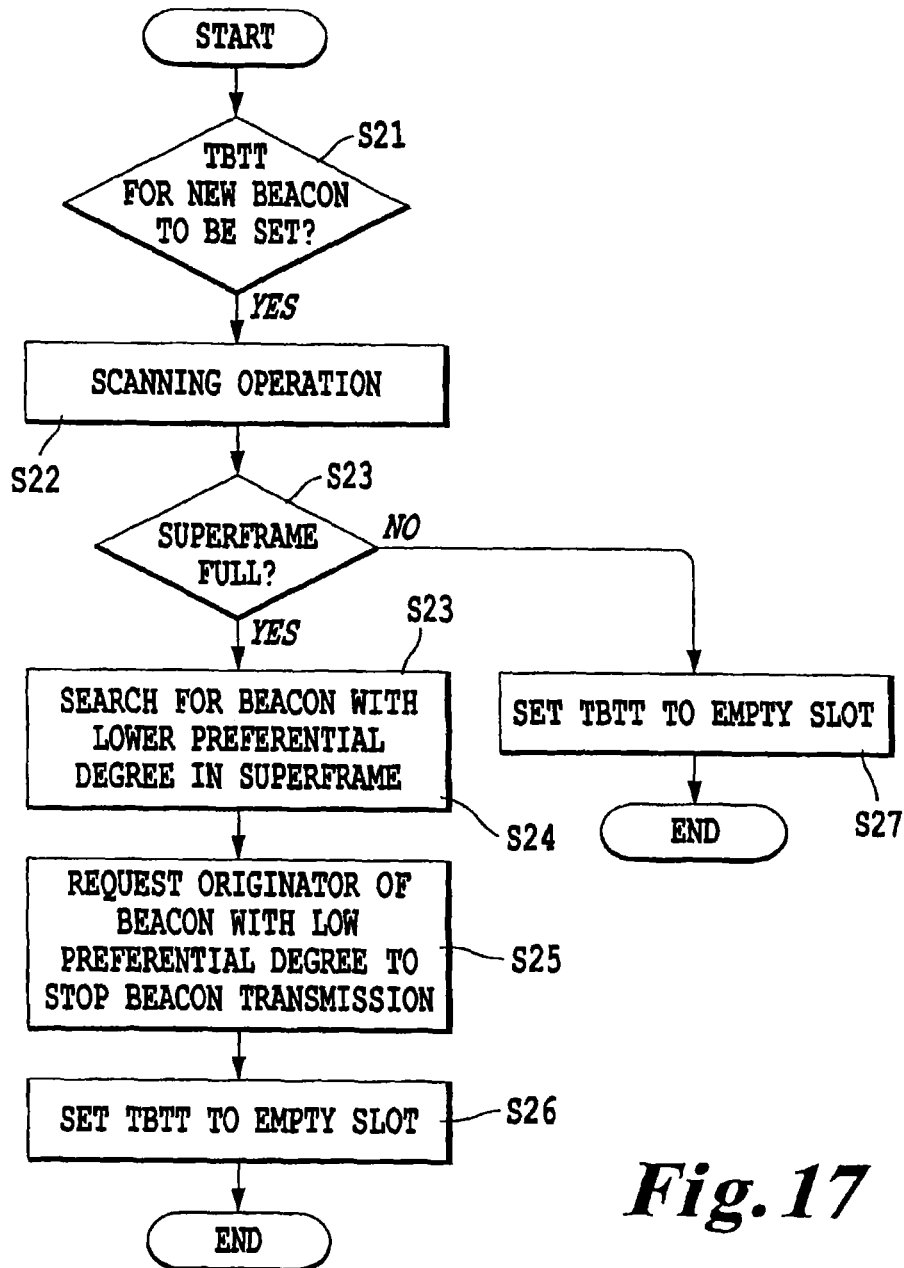 START
S21
TBTT
FOR NEW BEACON
TO BE SET?
YES
SCANNING OPERATION
S22
S23
SUPERFRAME
FULL?
NO
YES
S23
SEARCH FOR BEACON WITH
LOWER PREFERENTIAL
DEGREE IN SUPERFRAME
S24
SET TBTT TO EMPTY SLOT
S27
END
REQUEST ORIGINATOR OF
BEACON WITH LOW
PREFERENTIAL DEGREE TO
STOP BEACON TRANSMISSION
S25
SET TBTT TO EMPTY SLOT
S26
END
Fig. 17